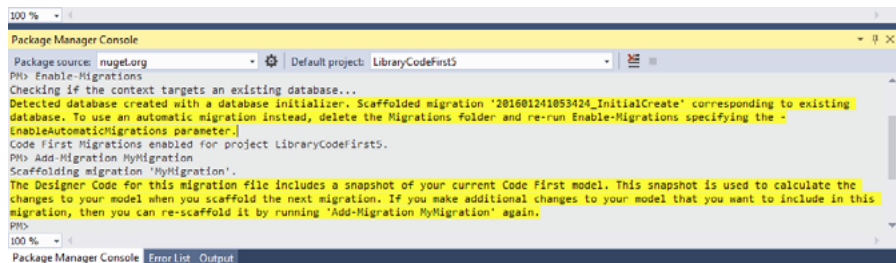 100 %
Package Manager Console
Package source: nuget.org Default project: LibraryCodeFirst5
PM> Enable-Migrations
Checking if the context targets an existing database...
Detected database created with a database initializer. Scaffolded migration '201601241053424_InitialCreate' corresponding to existing
database. To use an automatic migration instead, delete the Migrations folder and re-run Enable-Migrations specifying the -
EnableAutomaticMigrations parameter.
Code First Migrations enabled for project LibraryCodeFirst5.
PM> Add-Migration MyMigration
Scaffolding migration 'MyMigration'.
The Designer Code for this migration file includes a snapshot of your current Code First model. This snapshot is used to calculate the
changes to your model when you scaffold the next migration. If you make additional changes to your model that you want to include in this
migration, then you can re-scaffold it by running 'Add-Migration MyMigration' again.
PM>
100 %
Package Manager Console Error List Output